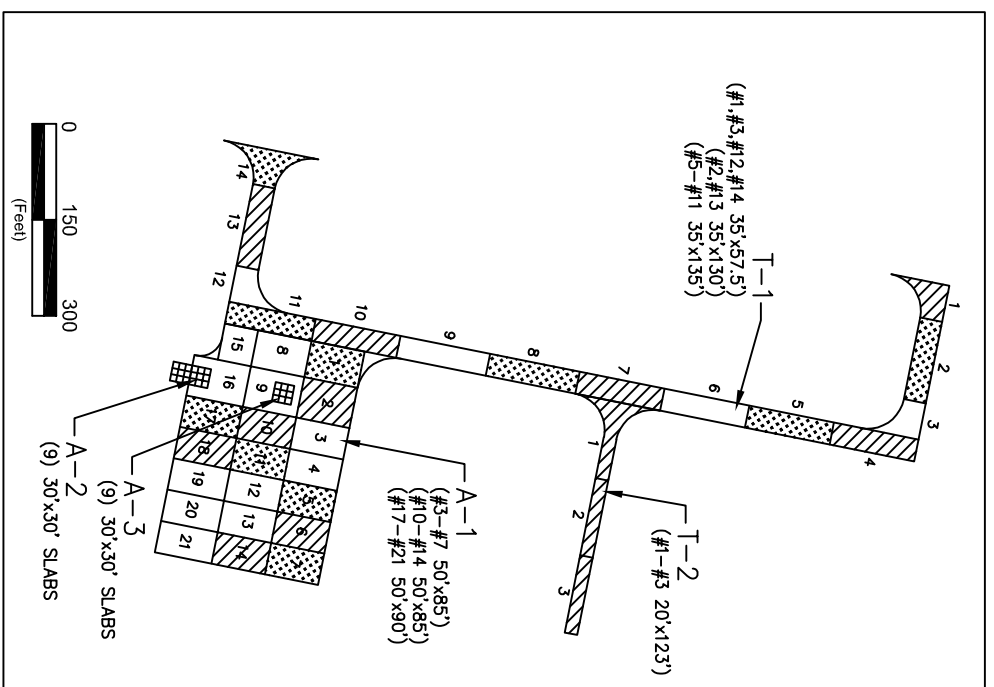 T-1
(#1,#3,#12,#14 35'x57.5')
(#2,#13 35'x130')
(#5-#11 35'x135')
1
2
3
4
5
6
7
8
9
10
11
12
13
14
T-2
(#1-#3 20'x123')
1
2
3
A-1
(#3-#7 50'x85')
(#10-#14 50'x85')
(#17-#21 50'x90')
1
2
3
4
5
6
7
8
9
10
11
12
13
14
15
16
17
18
19
20
21
A-3
(9) 30'x30' SLABS
A-2
(9) 30'x30' SLABS
0 150 300
(Feet)